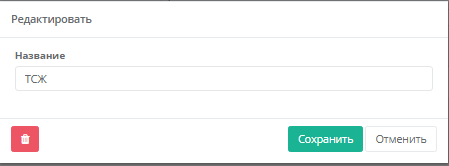 Редактировать
Название
ТСЖ
Сохранить Отменить